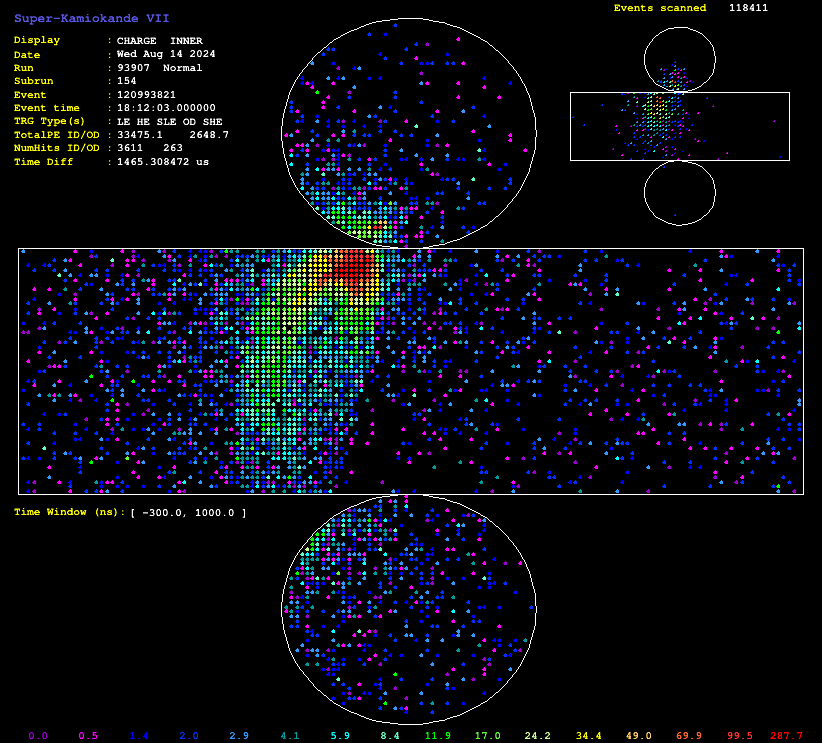 Super-Kamiokande VII
Events scanned 118411
Display : CHARGE INNER
Date : Wed Aug 14 2024
Run : 93907 Normal
Subrun : 154
Event : 120993821
Event time : 18:12:03.000000
TRG Type(s) : LE HE SLE OD SHE
TotalPE ID/OD : 33475.1 2648.7
NumHits ID/OD : 3611 263
Time Diff : 1465.308472 us
Time Window (ns): [ -300.0, 1000.0 ]
0.0 0.5 1.4 2.0 2.9 4.1 5.9 8.4 11.9 17.0 24.2 34.4 49.0 69.9 99.5 287.7